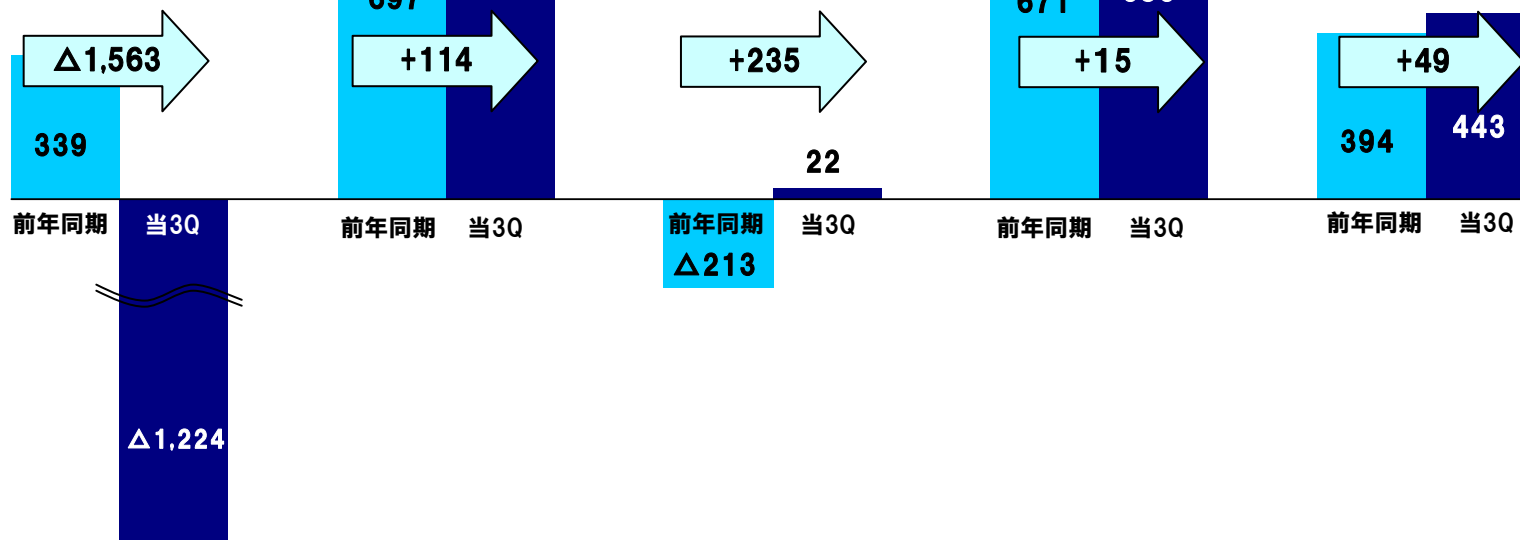 671
△1,563
+114
+235
+15
+49
339
22
394
443
前年同期
当3Q
前年同期
当3Q
前年同期
当3Q
前年同期
当3Q
前年同期
当3Q
△213
△1,224